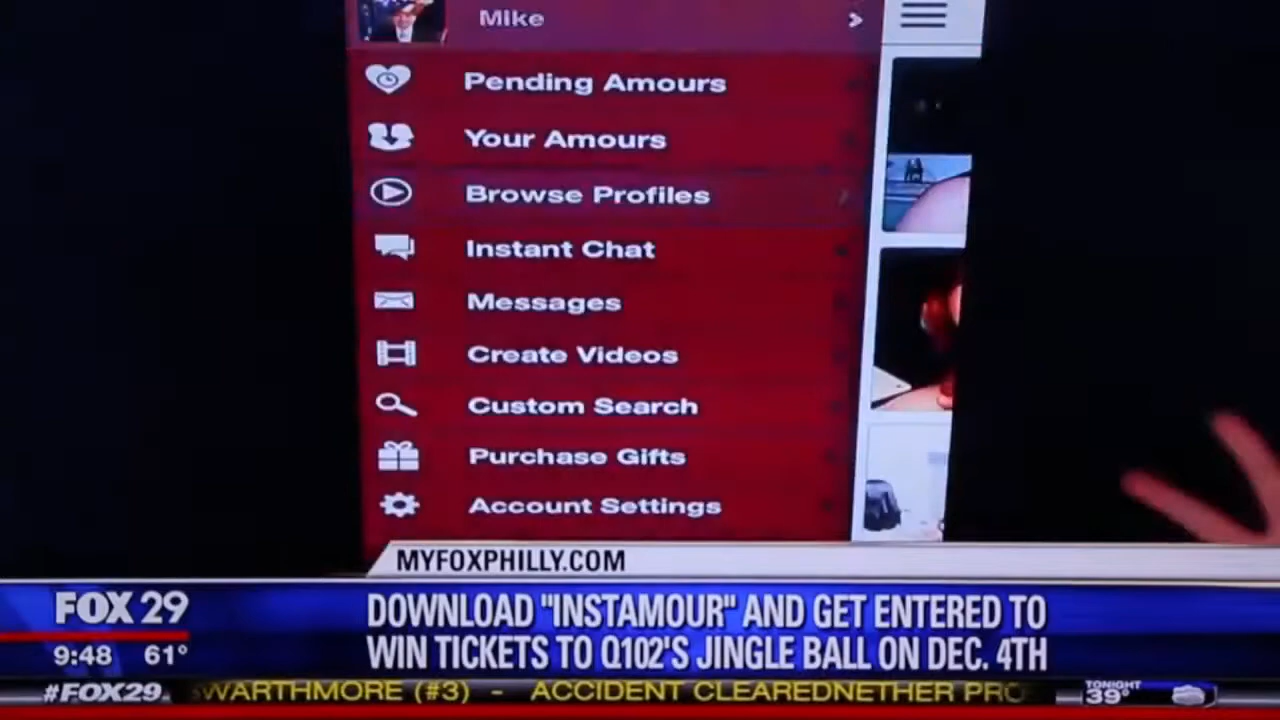 Mike
Pending Amours
Your Amours
Browse Profiles
Instant Chat
Messages
Create Videos
Custom Search
Purchase Gifts
Account Settings
MYFOXPHILLY.COM
FOX 29
DOWNLOAD "INSTAMOUR" AND GET ENTERED TO
WIN TICKETS TO Q102'S JINGLE BALL ON DEC. 4TH
9:48 61°
#FOX29 WARTHMORE (#3) - ACCIDENT CLEAREDNETHER PRO
TONIGHT
39°